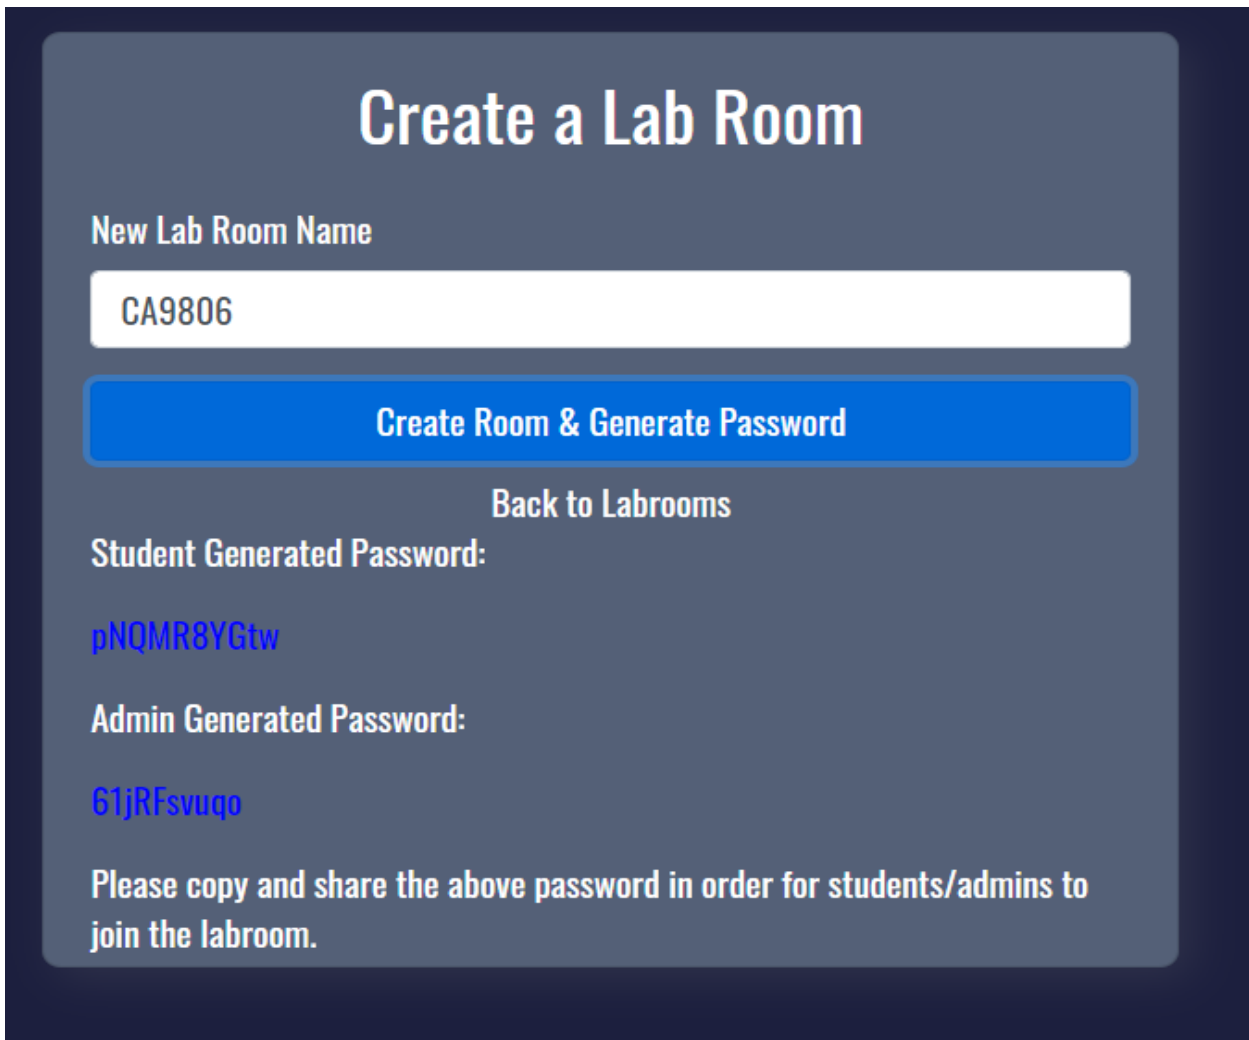 Create a Lab Room
New Lab Room Name
CA9806
Create Room & Generate Password
Back to Labrooms
Student Generated Password:
pNQMR8YGtw
Admin Generated Password:
61jRFsvuqo
Please copy and share the above password in order for students/admins to
join the labroom.